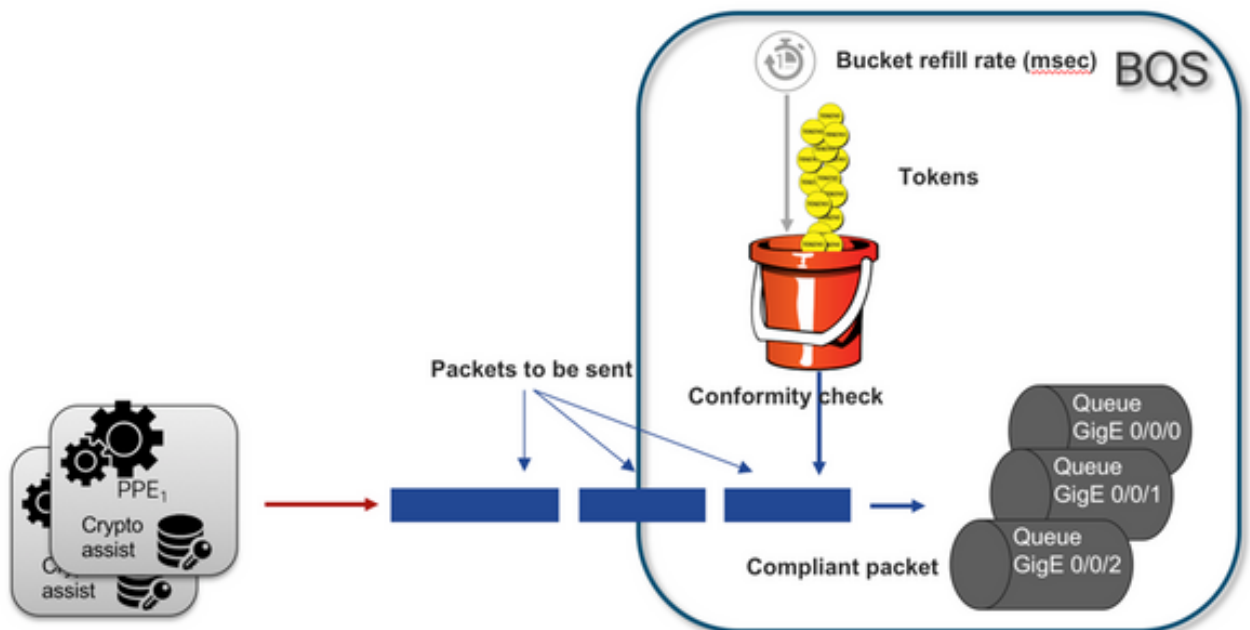 Bucket refill rate (msec)
BQS
Tokens
Packets to be sent
Conformity check
PPE1
Crypto
assist
assist
Queue
GigE 0/0/0
Queue
GigE 0/0/1
Queue
GigE 0/0/2
Compliant packet